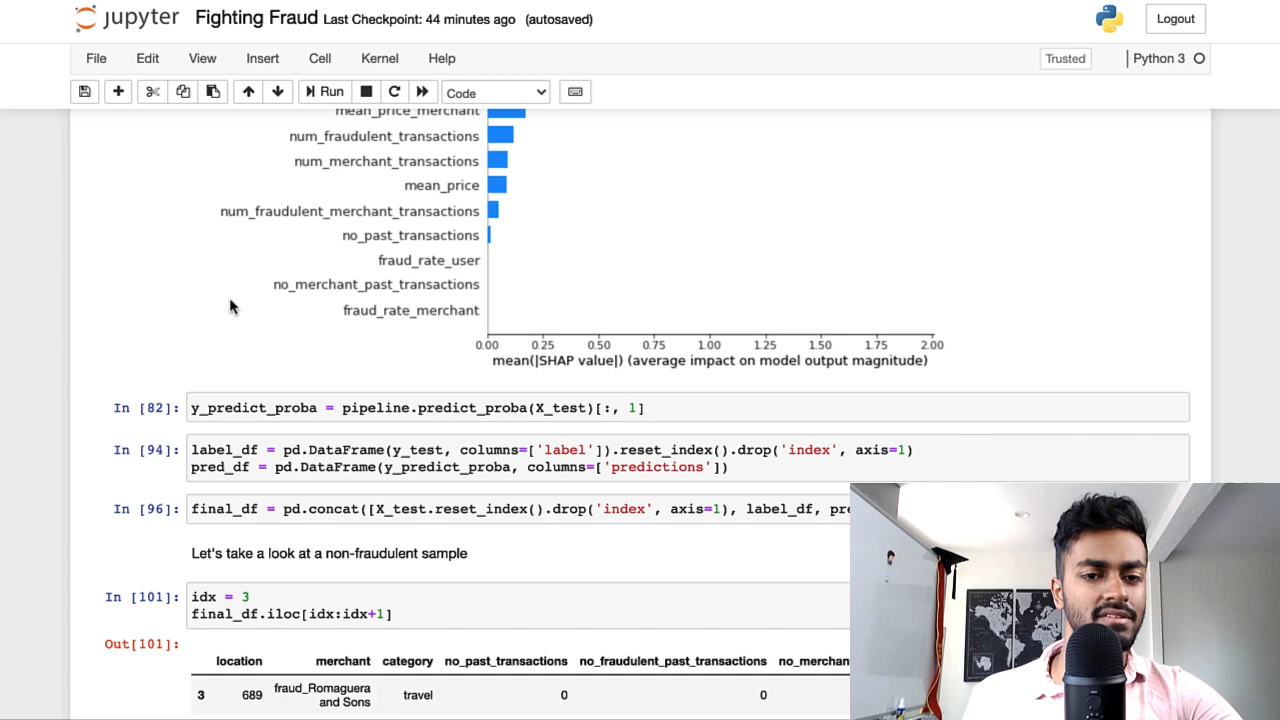 jupyter Fighting Fraud Last Checkpoint: 44 minutes ago (autosaved) Logout
File Edit View Insert Cell Kernel Help Trusted Python 3
Run Code
mean_price_merchant
num_fraudulent_transactions
num_merchant_transactions
mean_price
num_fraudulent_merchant_transactions
no_past_transactions
fraud_rate_user
no_merchant_past_transactions
fraud_rate_merchant
0.00 0.25 0.50 0.75 1.00 1.25 1.50 1.75 2.00
mean(|SHAP value|) (average impact on model output magnitude)
In [82]: y_predict_proba = pipeline.predict_proba(X_test)[:, 1]
In [94]: label_df = pd.DataFrame(y_test, columns=['label']).reset_index().drop('index', axis=1)
pred_df = pd.DataFrame(y_predict_proba, columns=['predictions'])
In [96]: final_df = pd.concat([X_test.reset_index().drop('index', axis=1), label_df, pre
Let's take a look at a non-fraudulent sample
In [101]: idx = 3
final_df.iloc[idx:idx+1]
Out[101]:
location merchant category no_past_transactions no_fraudulent_past_transactions no_merchan
3 689 fraud_Romaguera and Sons travel 0 0